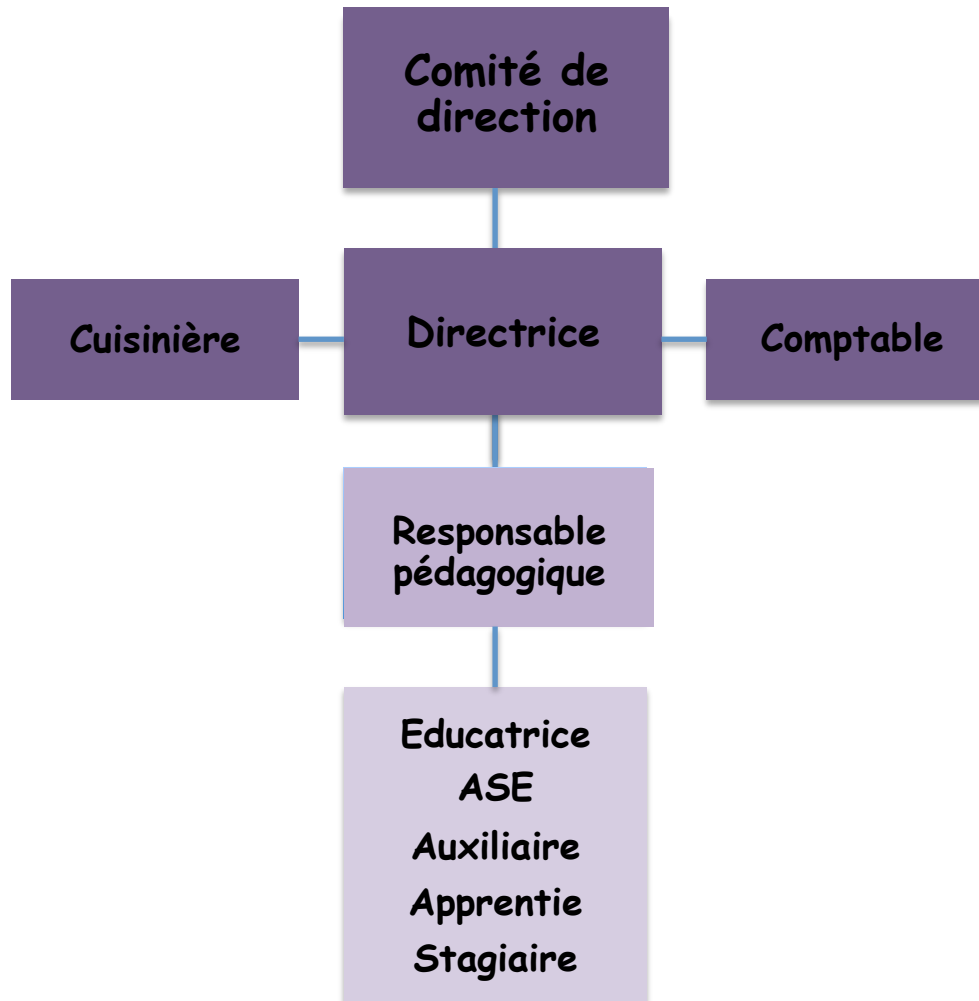 Comité de
direction
Cuisinière
Directrice
Comptable
Responsable
pédagogique
Educatrice
ASE
Auxiliaire
Apprentie
Stagiaire